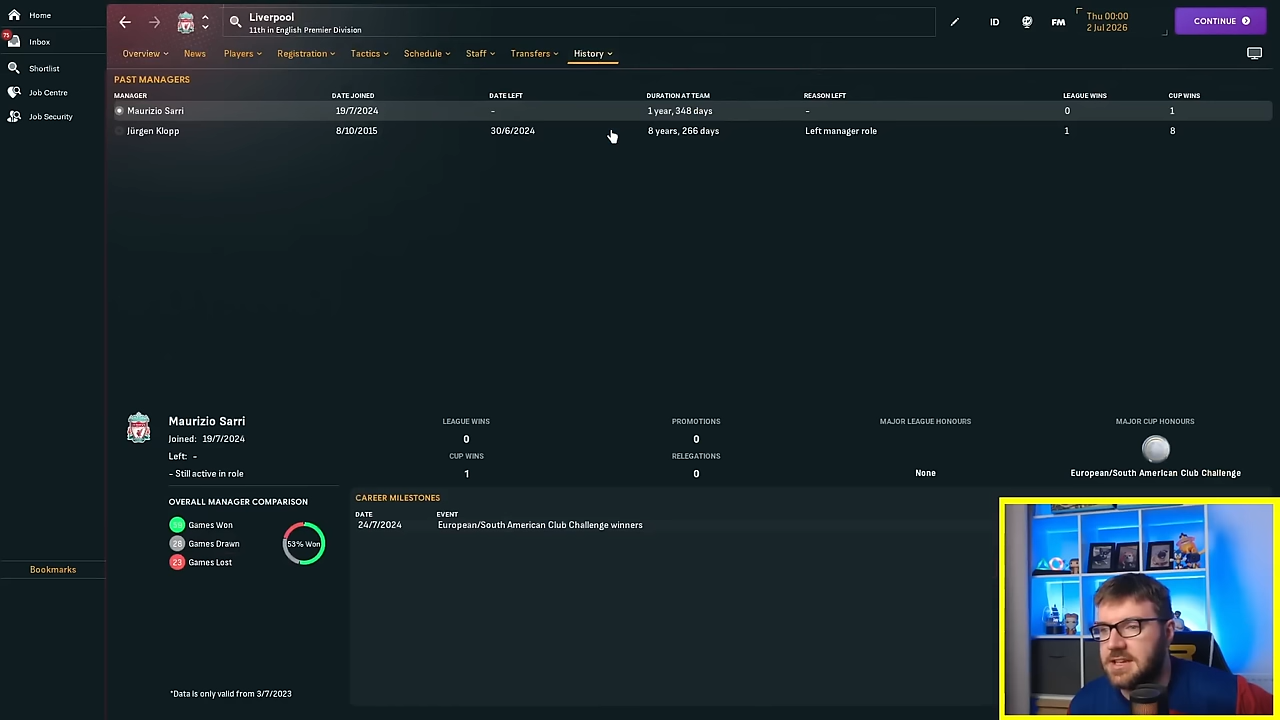 Home
75
Inbox
Shortlist
Job Centre
Job Security
Bookmarks
Liverpool
11th in English Premier Division
ID
FM
Thu 00:00
2 Jul 2026
CONTINUE
Overview News Players Registration Tactics Schedule Staff Transfers History
PAST MANAGERS
MANAGER DATE JOINED DATE LEFT DURATION AT TEAM REASON LEFT LEAGUE WINS CUP WINS
Maurizio Sarri 19/7/2024 - 1 year, 348 days - 0 1
Jürgen Klopp 8/10/2015 30/6/2024 8 years, 266 days Left manager role 1 8
Maurizio Sarri
Joined: 19/7/2024
Left: -
- Still active in role
LEAGUE WINS
0
CUP WINS
1
PROMOTIONS
0
RELEGATIONS
0
MAJOR LEAGUE HONOURS
None
MAJOR CUP HONOURS
European/South American Club Challenge
OVERALL MANAGER COMPARISON
Games Won
28 Games Drawn
23 Games Lost
53% Won
*Data is only valid from 3/7/2023
CAREER MILESTONES
DATE EVENT
24/7/2024 European/South American Club Challenge winners